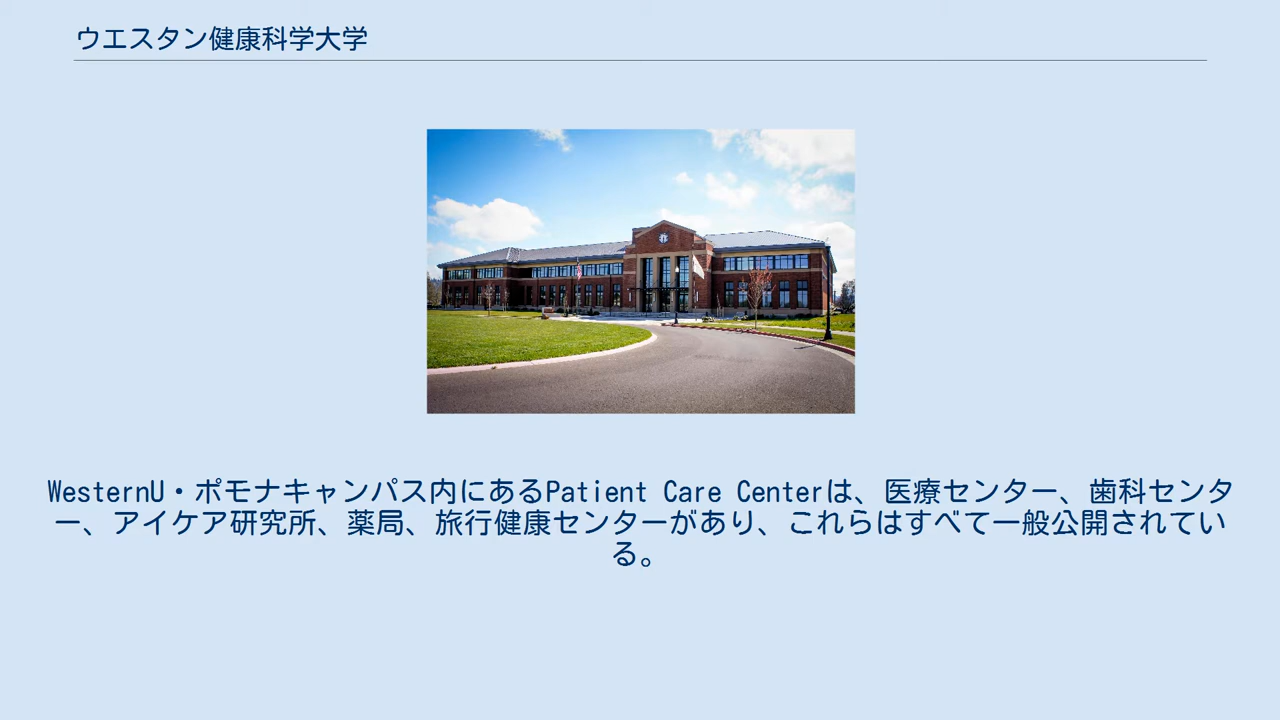 ウエスタン健康科学大学
WesternU・ポモナキャンパス内にあるPatient Care Centerは、医療センター、歯科センタ
ー、アイケア研究所、薬局、旅行健康センターがあり、これらはすべて一般公開されてい
る。